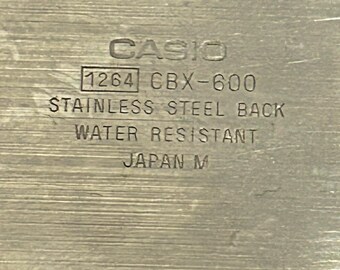 CASIO
1264 CBX-600
STAINLESS STEEL BACK
WATER RESISTANT
JAPAN M